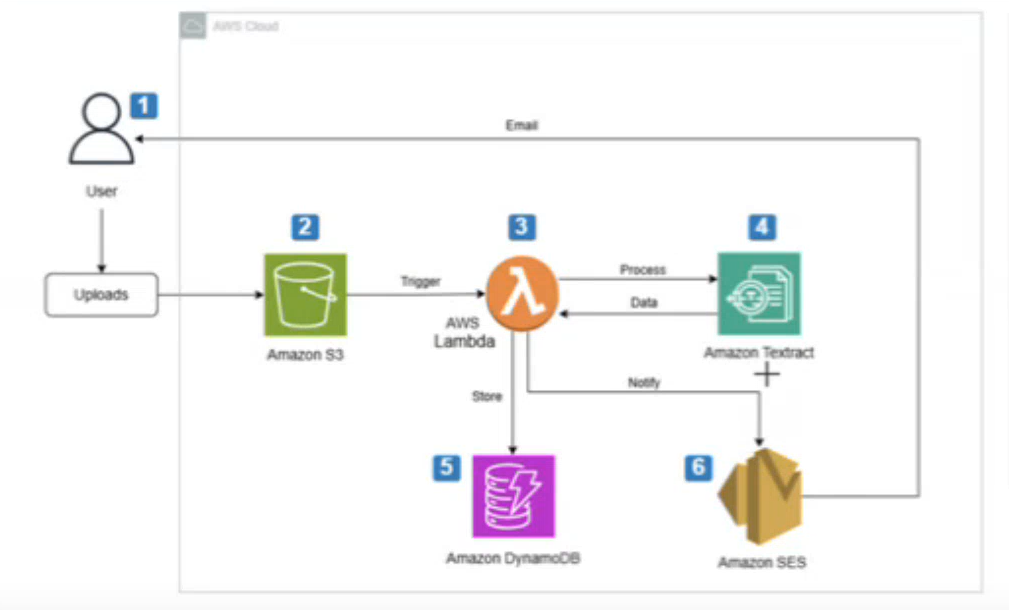 AWS Cloud
1
Email
User
2
3
4
Uploads
Trigger
Process
Data
AWS
Lambda
Amazon S3
Amazon Textract
Notify
Store
5
6
Amazon DynamoDB
Amazon SES